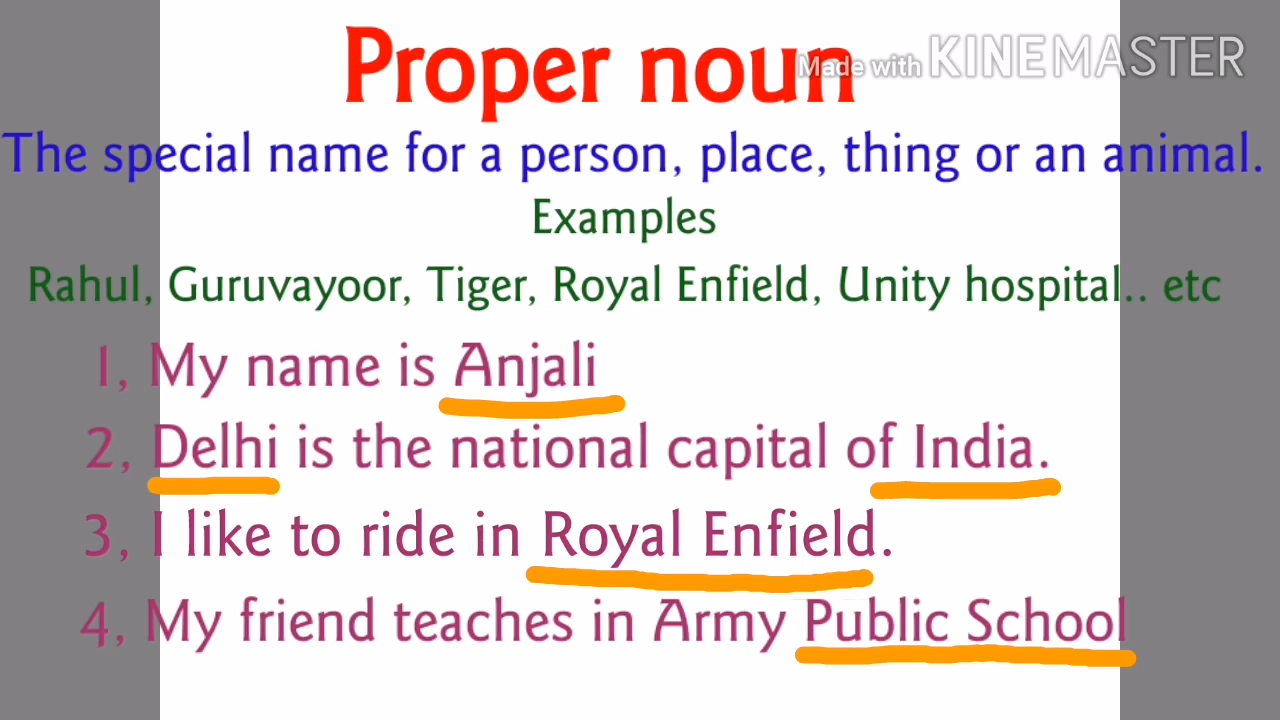 Proper noun
Made with KINEMASTER
The special name for a person, place, thing or an animal.
Examples
Rahul, Guruvayoor, Tiger, Royal Enfield, Unity hospital.. etc
1, My name is Anjali
2, Delhi is the national capital of India.
3, I like to ride in Royal Enfield.
4, My friend teaches in Army Public School